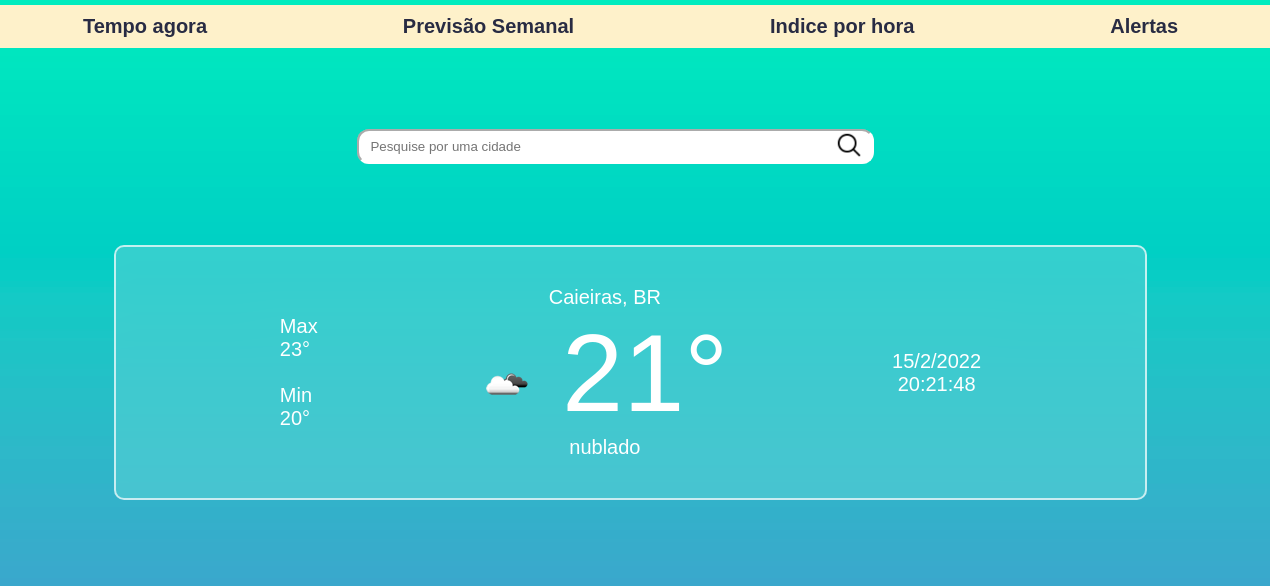 Tempo agora
Previsão Semanal
Indice por hora
Alertas
Pesquise por uma cidade
Caieiras, BR
Max
23°
Min
20°
21°
nublado
15/2/2022
20:21:48